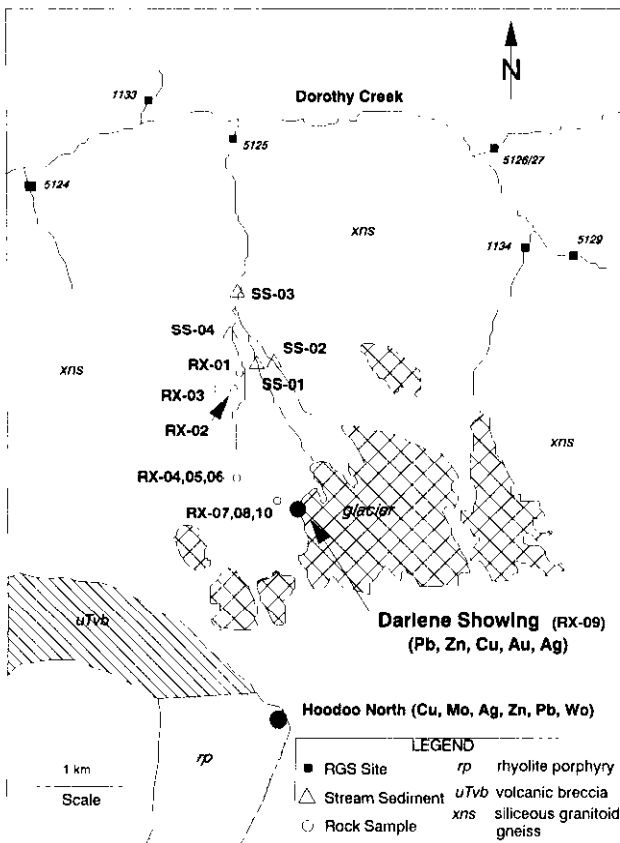 N
1133
Dorothy Creek
5125
5126/27
5124
xns
1134
5129
SS-03
SS-04
SS-02
xns
RX-01
SS-01
RX-03
RX-02
xns
RX-04,05,06
RX-07,08,10
glaciar
Darlene Showing (RX-09)
(Pb, Zn, Cu, Au, Ag)
uTvb
Hoodoo North (Cu, Mo, Ag, Zn, Pb, Wo)
rp
1 km
Scale
LEGEND
RGS Site
rp rhyolite porphyry
Stream Sediment
uTvb volcanic breccia
Rock Sample
xns siliceous granitoid
gneiss